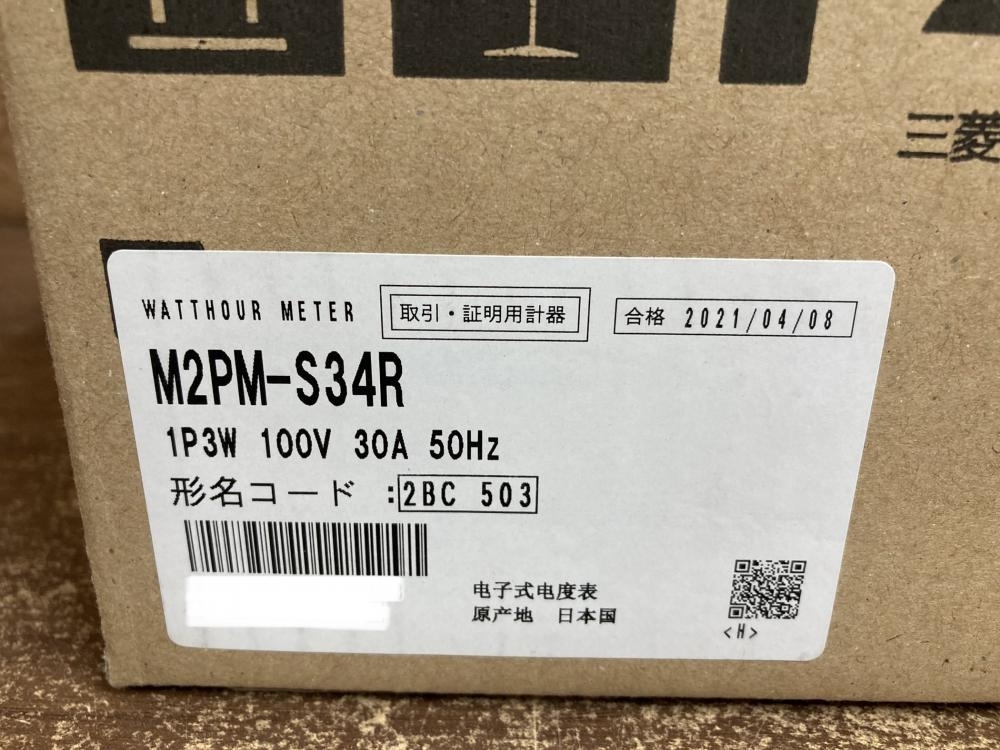 三菱
WATTHOUR METER
取引・証明用計器
合格 2021/04/08
M2PM-S34R
1P3W 100V 30A 50Hz
形名コード :2BC 503
电子式电度表
原产地 日本国
<H>